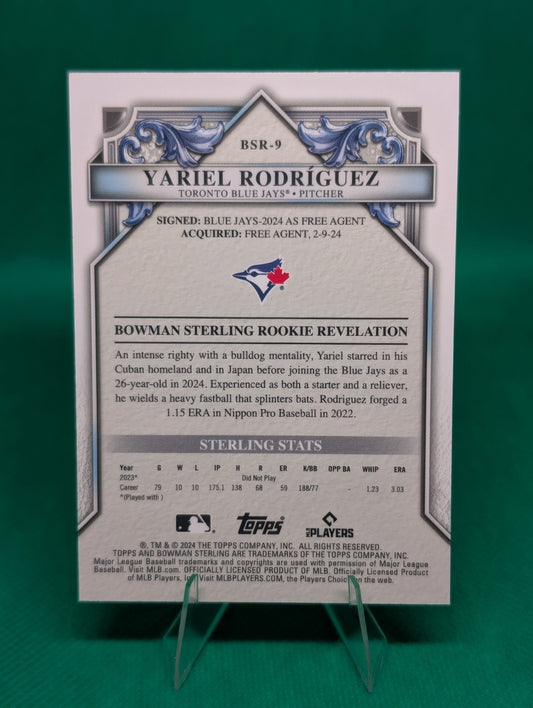 BSR-9
YARIEL RODRÍGUEZ
TORONTO BLUE JAYS® • PITCHER
SIGNED: BLUE JAYS-2024 AS FREE AGENT
ACQUIRED: FREE AGENT, 2-9-24
®
BOWMAN STERLING ROOKIE REVELATION
An intense righty with a bulldog mentality, Yariel starred in his
Cuban homeland and in Japan before joining the Blue Jays as a
26-year-old in 2024. Experienced as both a starter and a reliever,
he wields a heavy fastball that splinters bats. Rodriguez forged a
1.15 ERA in Nippon Pro Baseball in 2022.
STERLING STATS
Year G W L IP H R ER K/BB OPP BA WHIP ERA
2023* Did Not Play
Career 79 10 10 175.1 138 68 59 188/77 - 1.23 3.03
*(Played with )
Topps
MLB PLAYERS
®, TM & © 2024 THE TOPPS COMPANY, INC. ALL RIGHTS RESERVED.
TOPPS AND BOWMAN STERLING ARE TRADEMARKS OF THE TOPPS COMPANY, INC.
Major League Baseball trademarks and copyrights are used with permission of Major League
Baseball. Visit MLB.com. OFFICIALLY LICENSED PRODUCT OF MLB. Officially Licensed Product
of MLB Players, Inc. Visit MLBPLAYERS.COM, the Players Choice on the web.